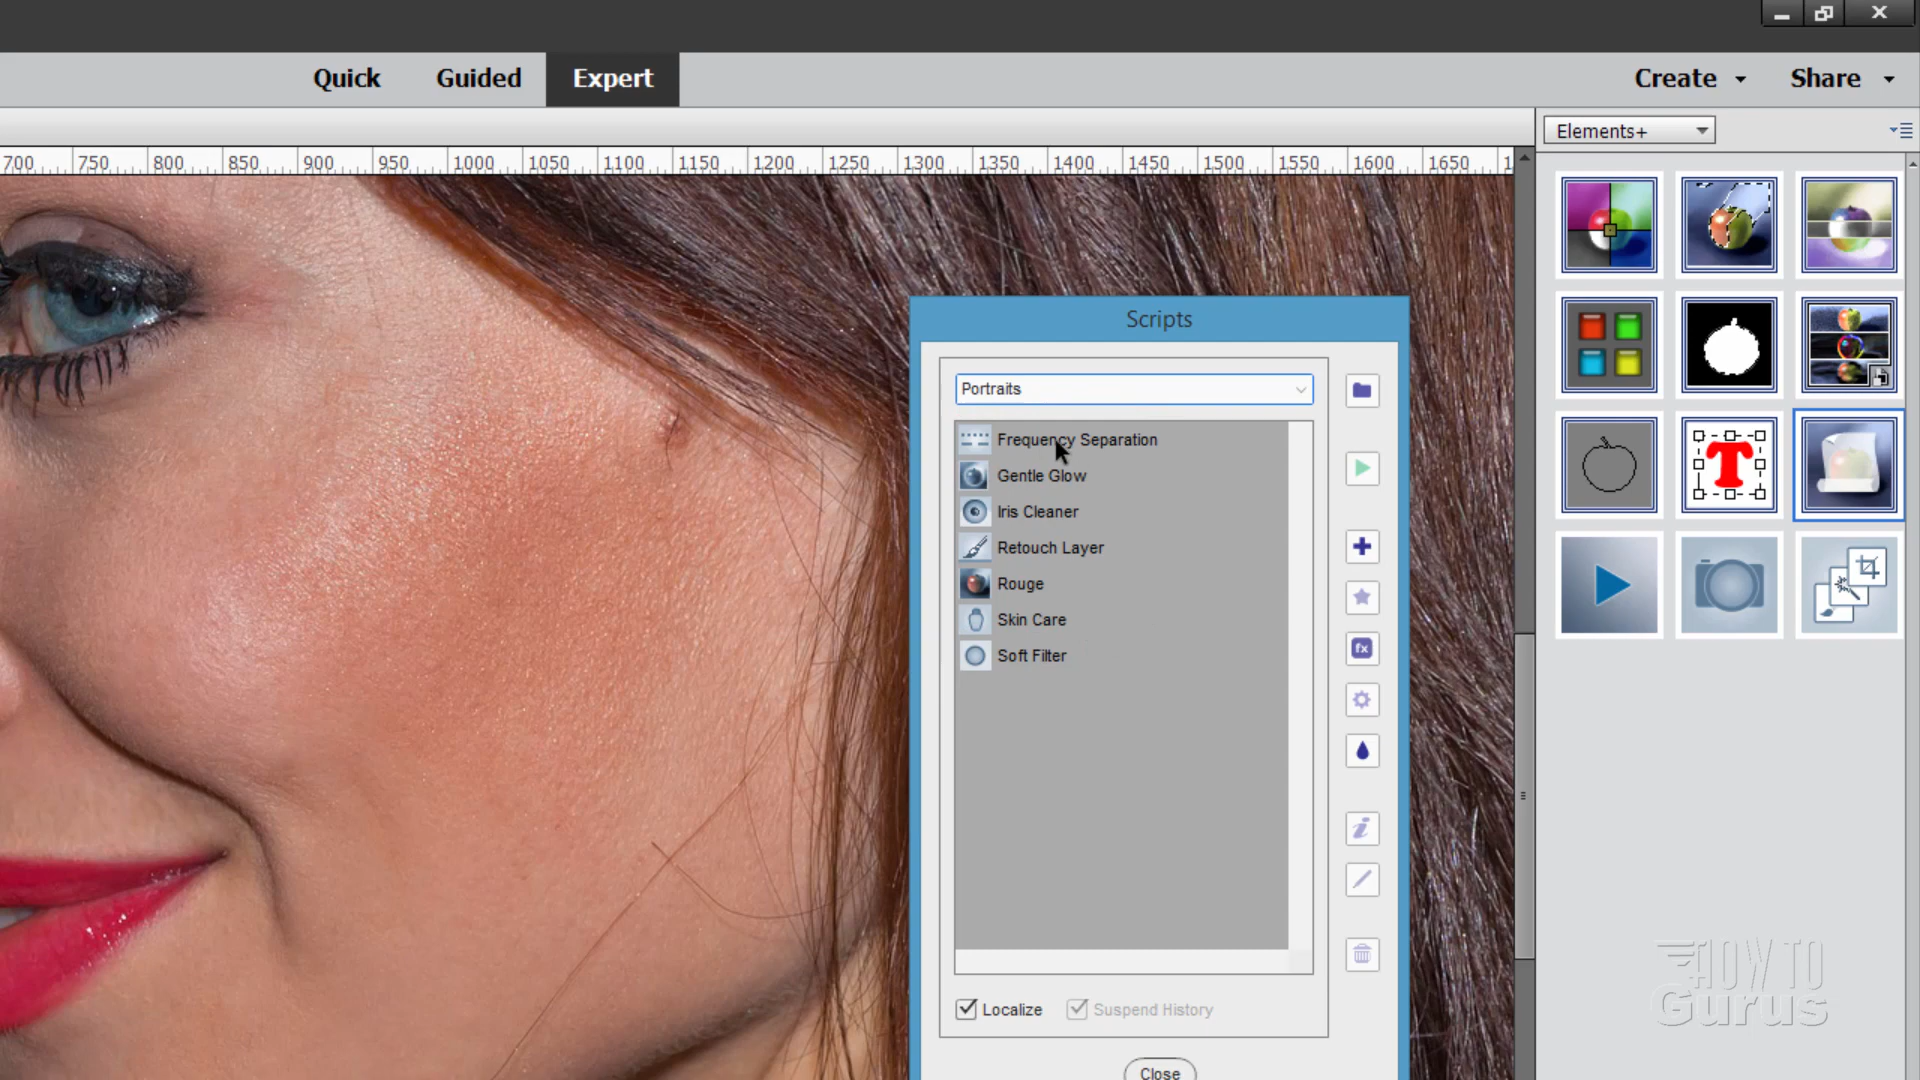 Quick Guided Expert Create Share
Elements+
700 750 800 850 900 950 1000 1050 1100 1150 1200 1250 1300 1350 1400 1450 1500 1550 1600 1650 1
Scripts
Portraits
Frequency Separation
Gentle Glow
Iris Cleaner
Retouch Layer
Rouge
Skin Care
Soft Filter
fx
i
T
Localize Suspend History
Close
HOW TO
Gurus